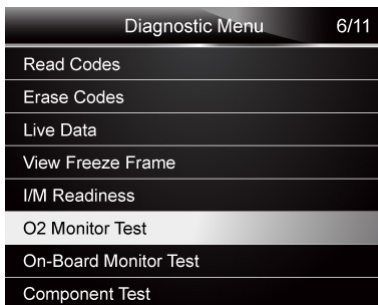 Diagnostic Menu 6/11
Read Codes
Erase Codes
Live Data
View Freeze Frame
I/M Readiness
O2 Monitor Test
On-Board Monitor Test
Component Test